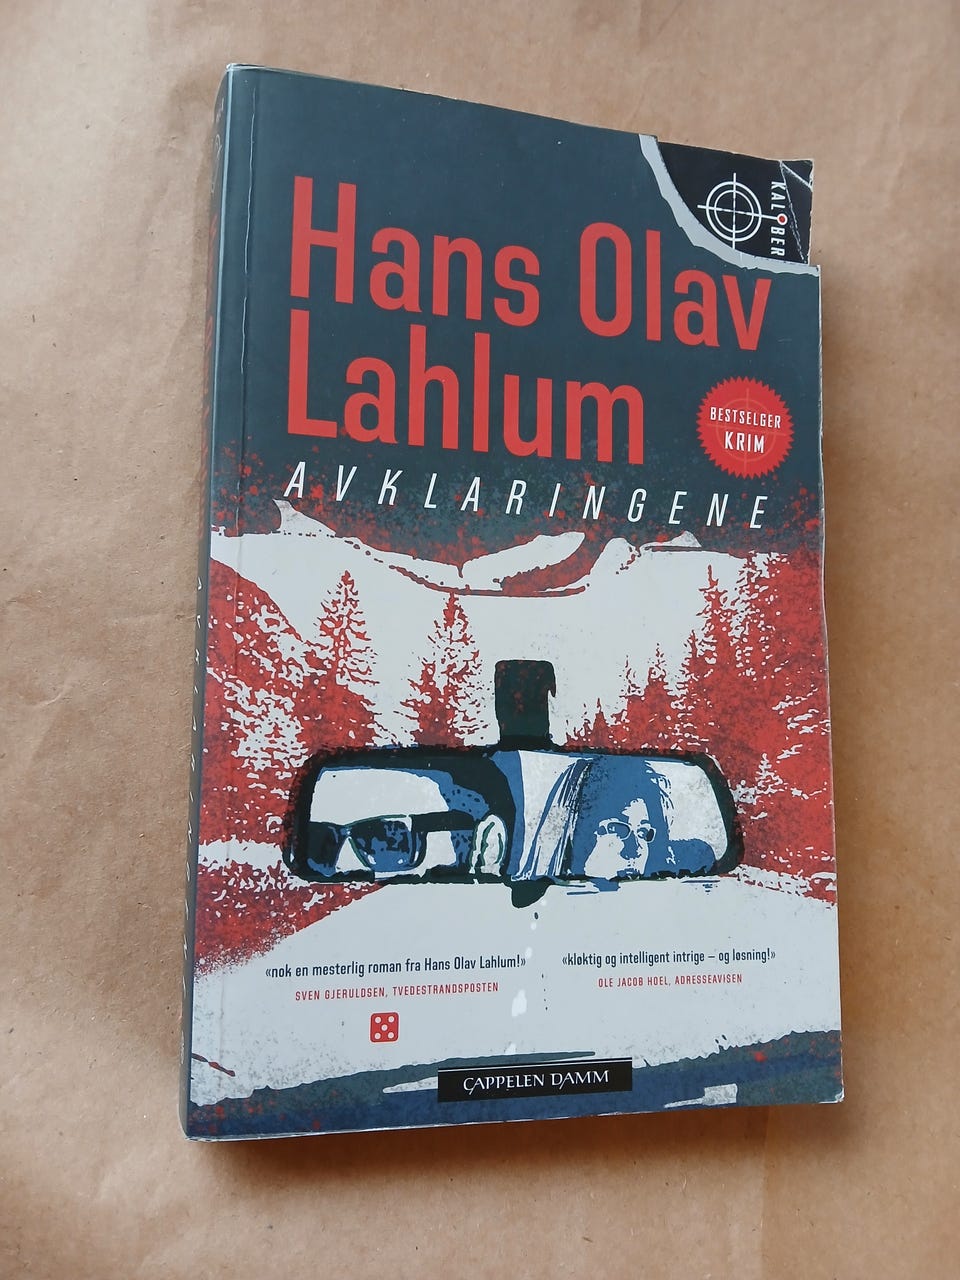 KALIBER
Hans Olav
Lahlum
BESTSELGER
KRIM
AVKLARINGENE
«nok en mesterlig roman fra Hans Olav Lahlum!»
SVEN GJERULDSEN, TVEDESTRANDSPOSTEN
«kløktig og intelligent intrige – og løsning!»
OLE JACOB HOEL, ADRESSEAVISEN
CAPPELEN DAMM